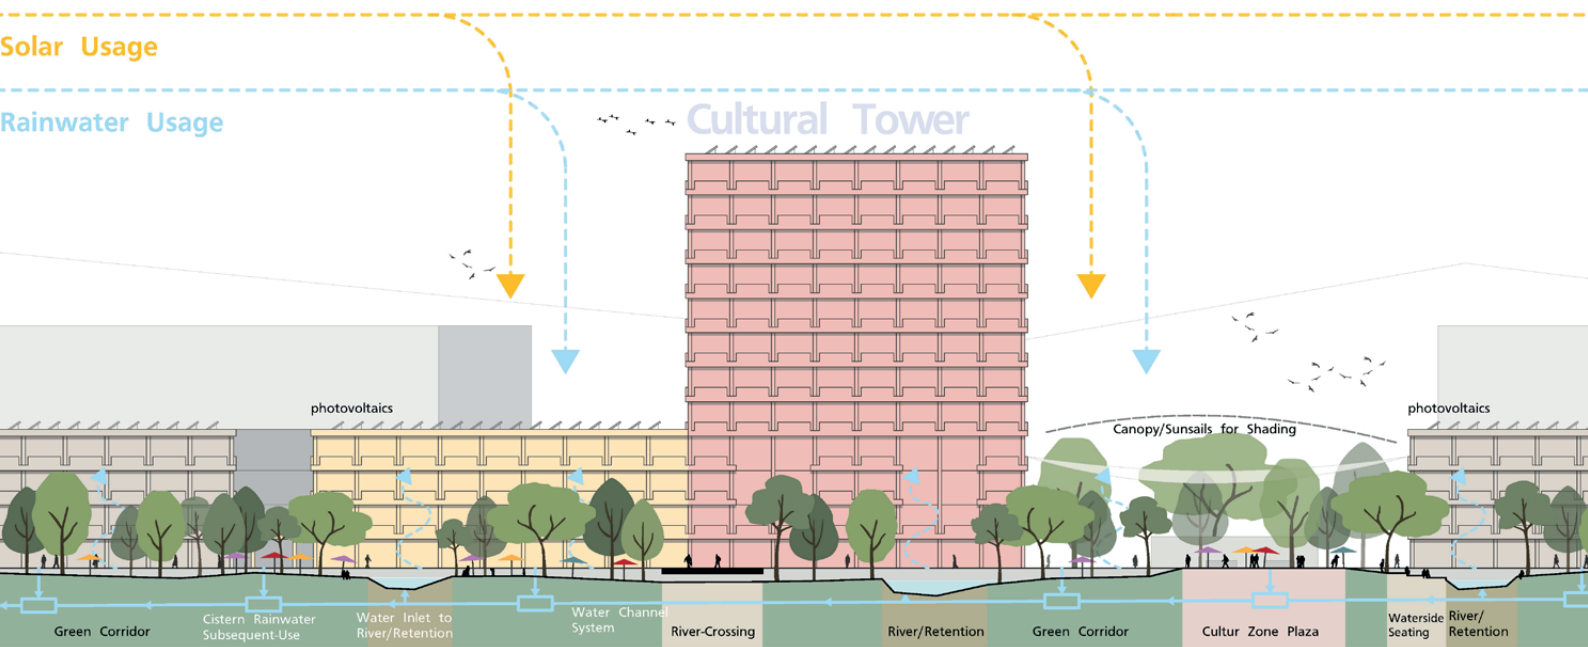 Solar Usage
Rainwater Usage
Cultural Tower
photovoltaics
photovoltaics
Canopy/Sunsails for Shading
Green Corridor
Cistern Rainwater
Subsequent-Use
Water Inlet to
River/Retention
Water Channel
System
River-Crossing
River/Retention
Green Corridor
Cultur Zone Plaza
Waterside
Seating
River/
Retention